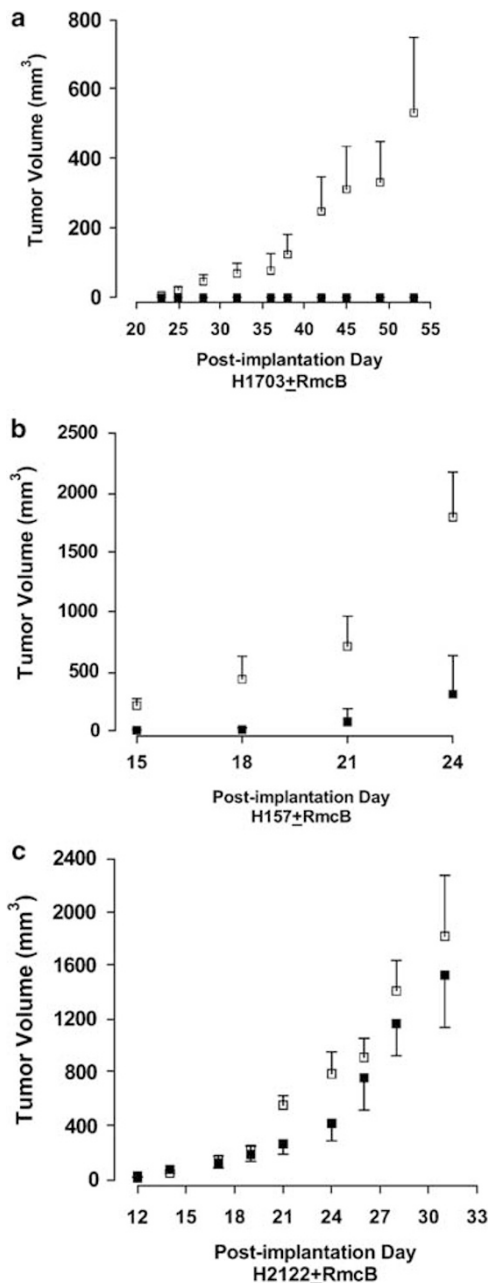 a
Tumor Volume (mm³)
800
600
400
200
0
20 25 30 35 40 45 50 55
Post-implantation Day
H1703±RmcB
b
Tumor Volume (mm³)
2500
2000
1500
1000
500
0
15 18 21 24
Post-implantation Day
H157±RmcB
c
Tumor Volume (mm³)
2400
2000
1600
1200
800
400
0
12 15 18 21 24 27 30 33
Post-implantation Day
H2122±RmcB